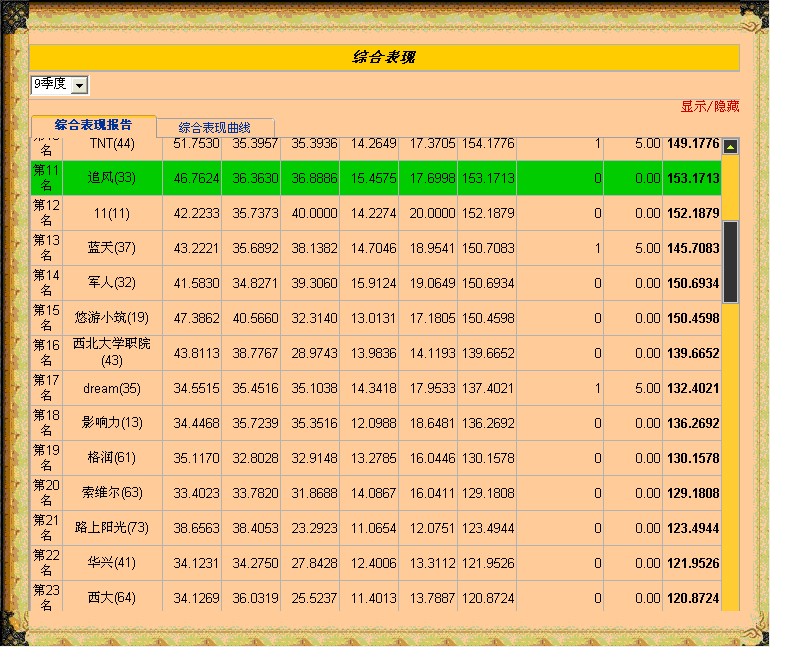 综合表现
9季度
显示/隐藏
综合表现报告 综合表现曲线
名 TNT(44) 51.7530 35.3957 35.3936 14.2649 17.3705 154.1776 1 5.00 149.1776
第11名 追风(33) 46.7624 36.3630 36.8886 15.4575 17.6998 153.1713 0 0.00 153.1713
第12名 11(11) 42.2233 35.7373 40.0000 14.2274 20.0000 152.1879 0 0.00 152.1879
第13名 蓝天(37) 43.2221 35.6892 38.1382 14.7046 18.9541 150.7083 1 5.00 145.7083
第14名 军人(32) 41.5830 34.8271 39.3060 15.9124 19.0649 150.6934 0 0.00 150.6934
第15名 悠游小筑(19) 47.3862 40.5660 32.3140 13.0131 17.1805 150.4598 0 0.00 150.4598
第16名 西北大学职院(43) 43.8113 38.7767 28.9743 13.9836 14.1193 139.6652 0 0.00 139.6652
第17名 dream(35) 34.5515 35.4516 35.1038 14.3418 17.9533 137.4021 1 5.00 132.4021
第18名 影响力(13) 34.4468 35.7239 35.3516 12.0988 18.6481 136.2692 0 0.00 136.2692
第19名 格润(61) 35.1170 32.8028 32.9148 13.2785 16.0446 130.1578 0 0.00 130.1578
第20名 索维尔(63) 33.4023 33.7820 31.8688 14.0867 16.0411 129.1808 0 0.00 129.1808
第21名 路上阳光(73) 38.6563 38.4053 23.2923 11.0654 12.0751 123.4944 0 0.00 123.4944
第22名 华兴(41) 34.1231 34.2750 27.8428 12.4006 13.3112 121.9526 0 0.00 121.9526
第23名 西大(64) 34.1269 36.0319 25.5237 11.4013 13.7887 120.8724 0 0.00 120.8724